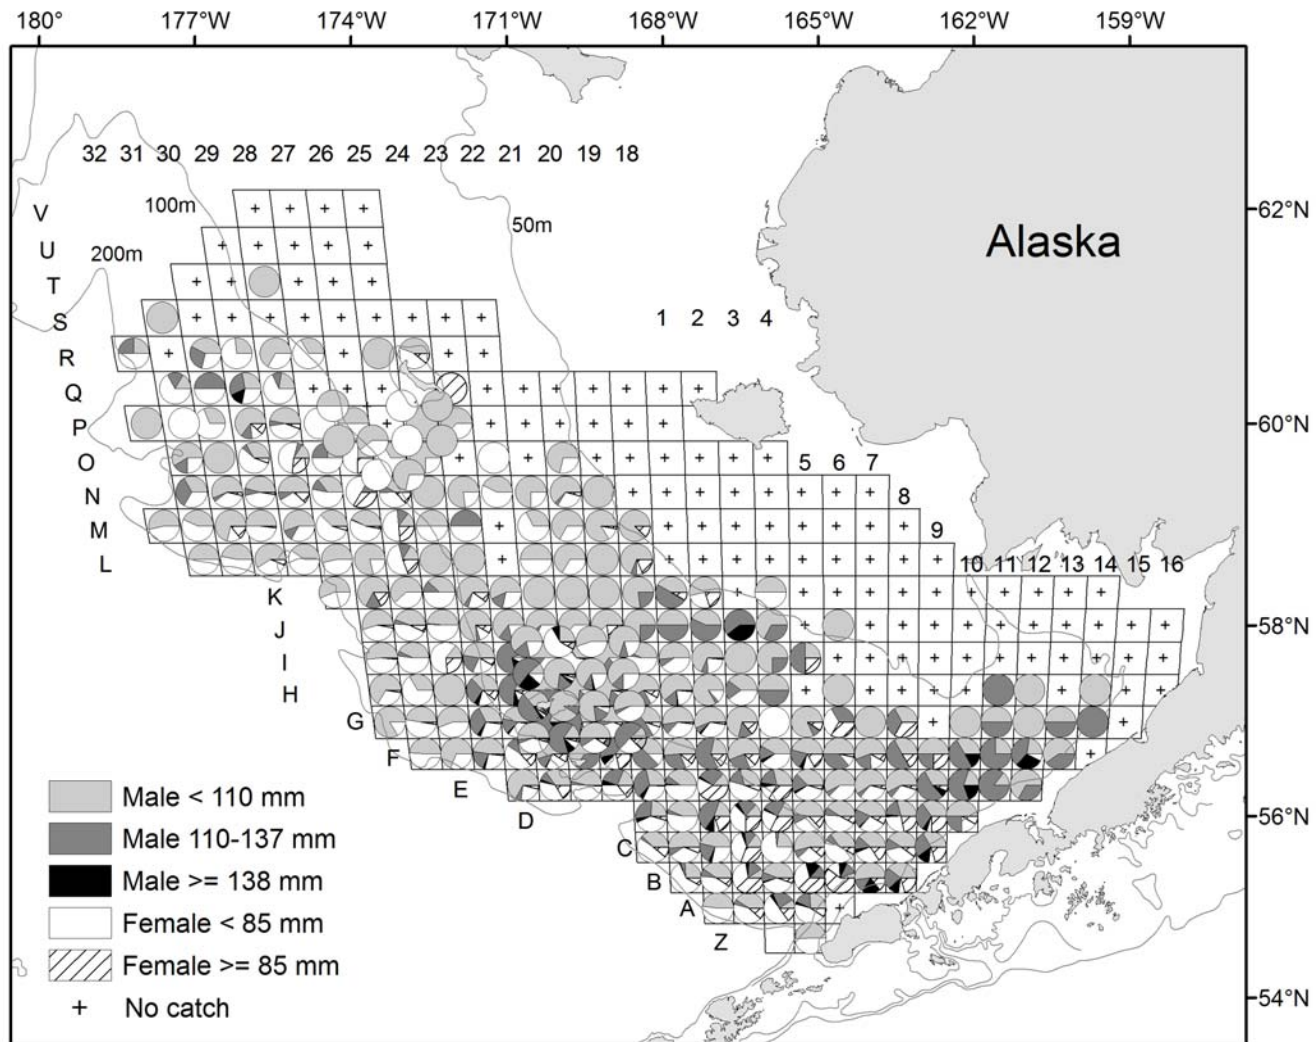 180° 177°W 174°W 171°W 168°W 165°W 162°W 159°W
32 31 30 29 28 27 26 25 24 23 22 21 20 19 18
V
100m
62°N
50m
U
Alaska
200m
T
S
1 2 3 4
R
Q
P
60°N
O
5 6 7
N
8
M
9
L
10 11 12 13 14 15 16
K
J
58°N
I
H
G
F
E
Male < 110 mm
D
56°N
Male 110-137 mm
C
Male >= 138 mm
B
A
Female < 85 mm
Z
Female >= 85 mm
+ No catch
54°N